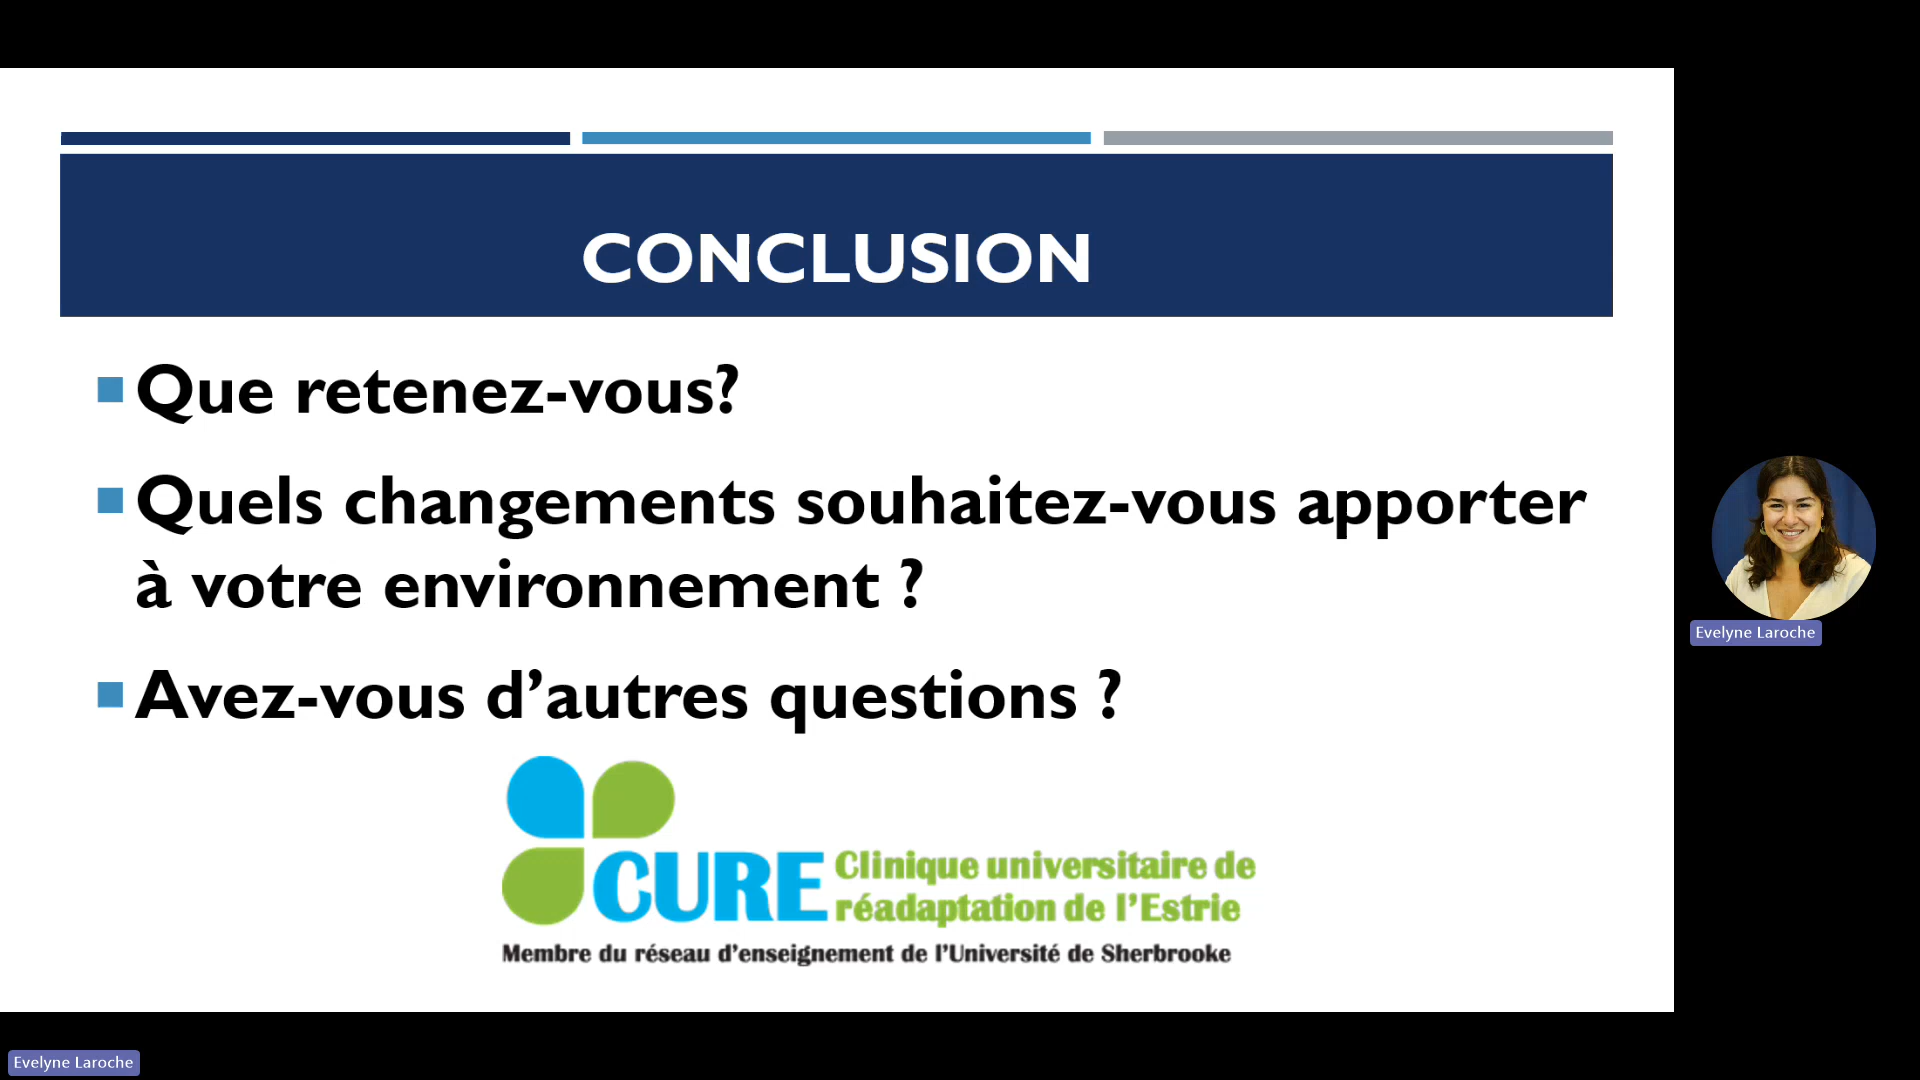 CONCLUSION
Que retenez-vous?
Quels changements souhaitez-vous apporter
à votre environnement ?
Avez-vous d’autres questions ?
CURE Clinique universitaire de
réadaptation de l’Estrie
Membre du réseau d’enseignement de l’Université de Sherbrooke
Evelyne Laroche
Evelyne Laroche